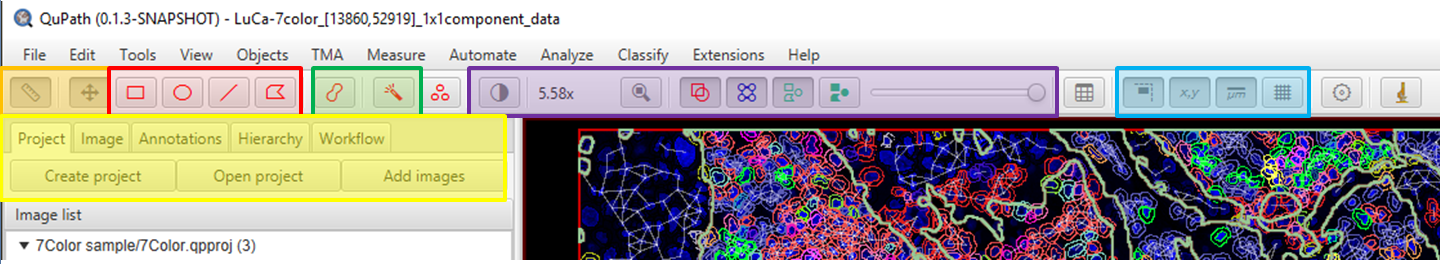 QuPath (0.1.3-SNAPSHOT) - LuCa-7color_[13860,52919]_1x1component_data
File Edit Tools View Objects TMA Measure Automate Analyze Classify Extensions Help
5.58x x,y µm
Project Image Annotations Hierarchy Workflow
Create project Open project Add images
Image list
7Color sample/7Color.qpproj (3)